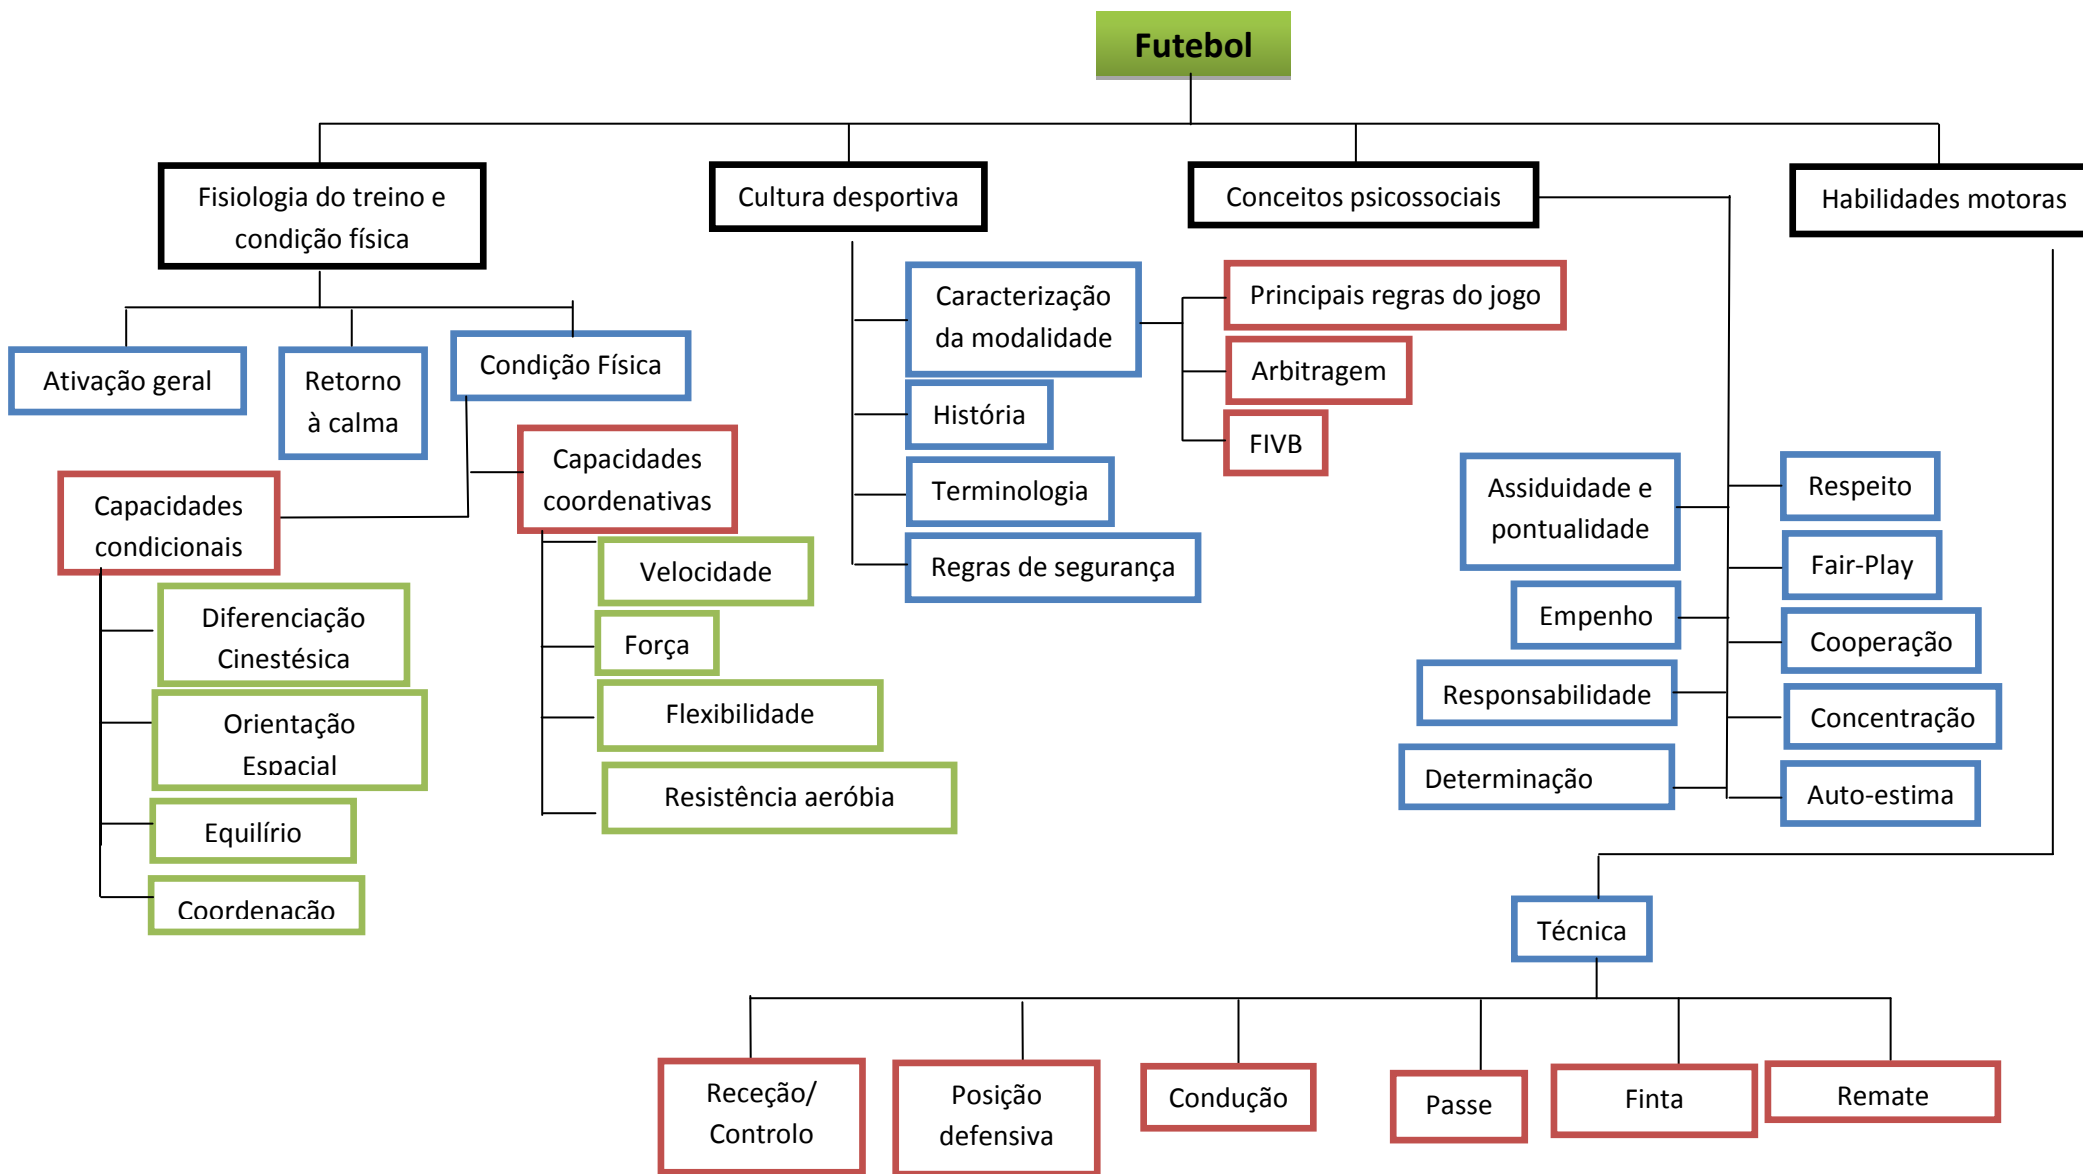 Futebol
Fisiologia do treino e
condição física
Cultura desportiva
Conceitos psicossociais
Habilidades motoras
Ativação geral
Retorno
à calma
Condição Física
Capacidades
condicionais
Diferenciação
Cinestésica
Orientação
Espacial
Equilírio
Coordenação
Capacidades
coordenativas
Velocidade
Força
Flexibilidade
Resistência aeróbia
Caracterização
da modalidade
História
Terminologia
Regras de segurança
Principais regras do jogo
Arbitragem
FIVB
Assiduidade e
pontualidade
Empenho
Responsabilidade
Determinação
Respeito
Fair-Play
Cooperação
Concentração
Auto-estima
Técnica
Receção/
Controlo
Posição
defensiva
Condução
Passe
Finta
Remate